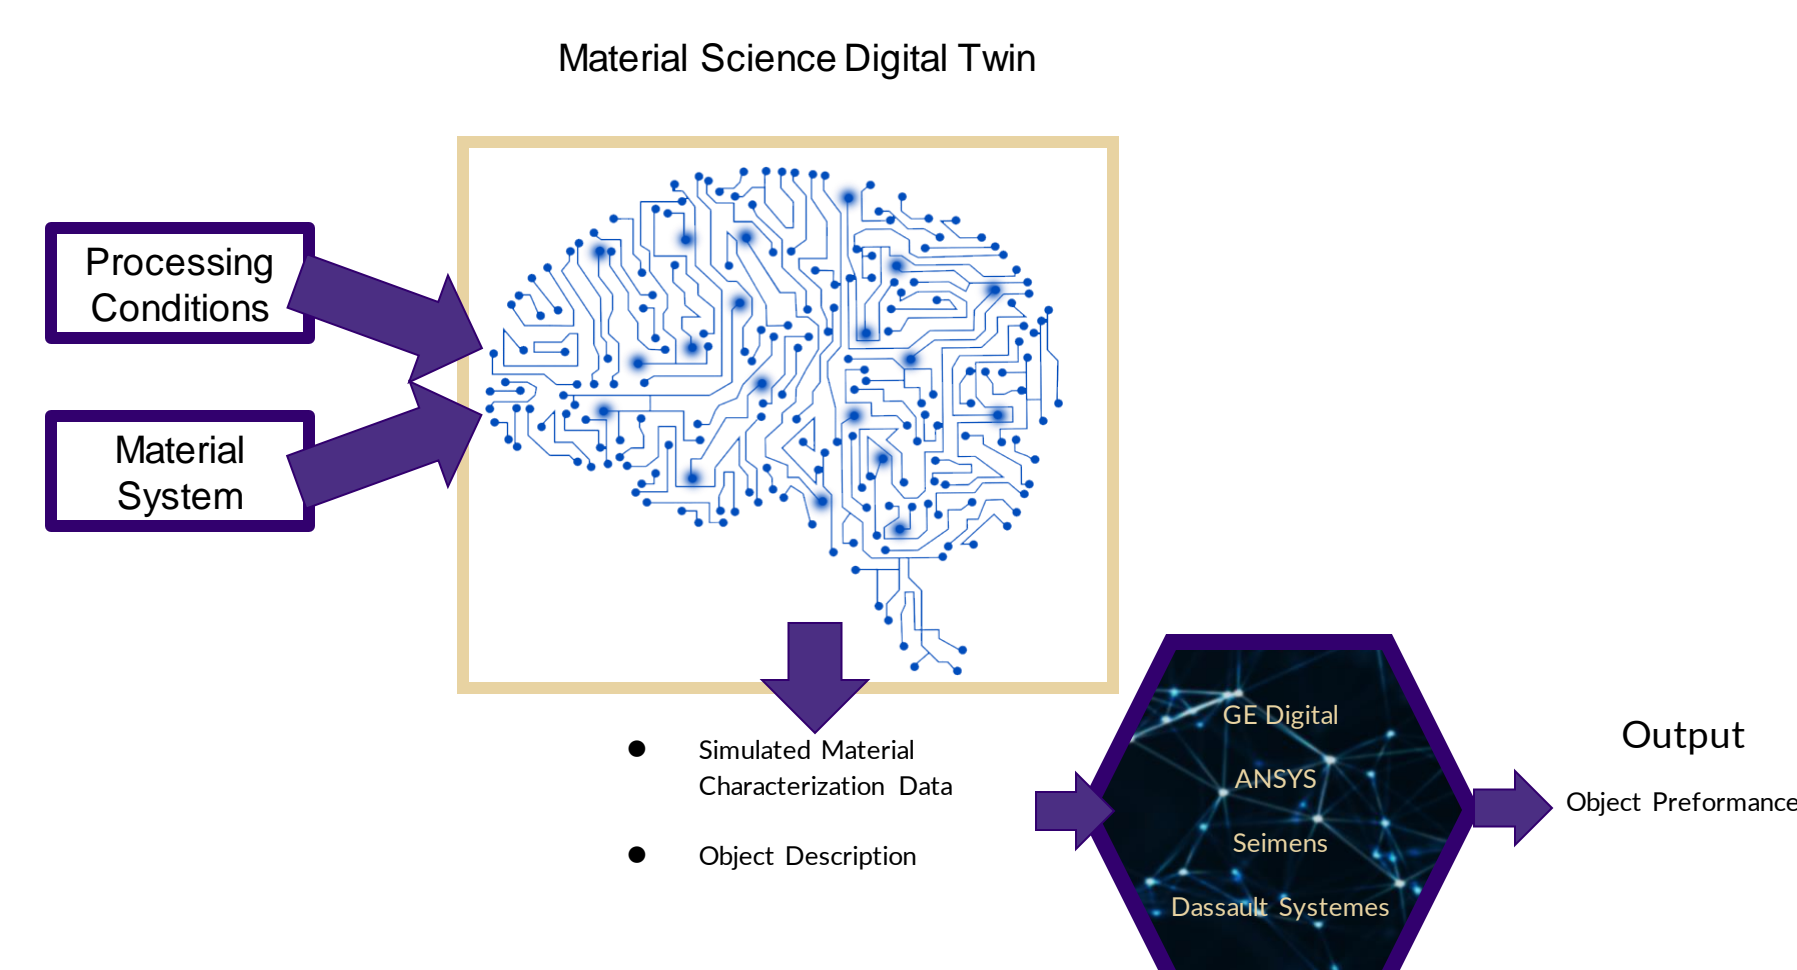 Material Science Digital Twin
Processing
Conditions
Material
System
● Simulated Material
Characterization Data
● Object Description
GE Digital
ANSYS
Seimens
Dassault Systemes
Output
Object Preformance